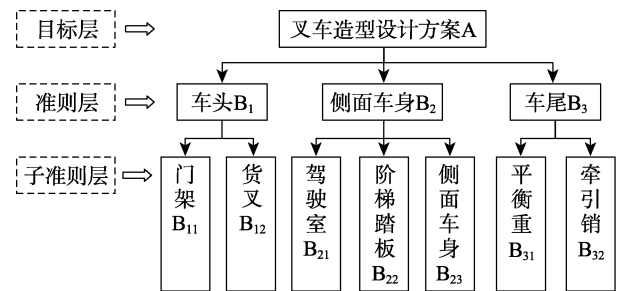 目标层
叉车造型设计方案A
准则层
车头B₁
侧面车身B₂
车尾B₃
子准则层
门架B₁₁
货叉B₁₂
驾驶室B₂₁
阶梯踏板B₂₂
侧面车身B₂₃
平衡重B₃₁
牵引销B₃₂